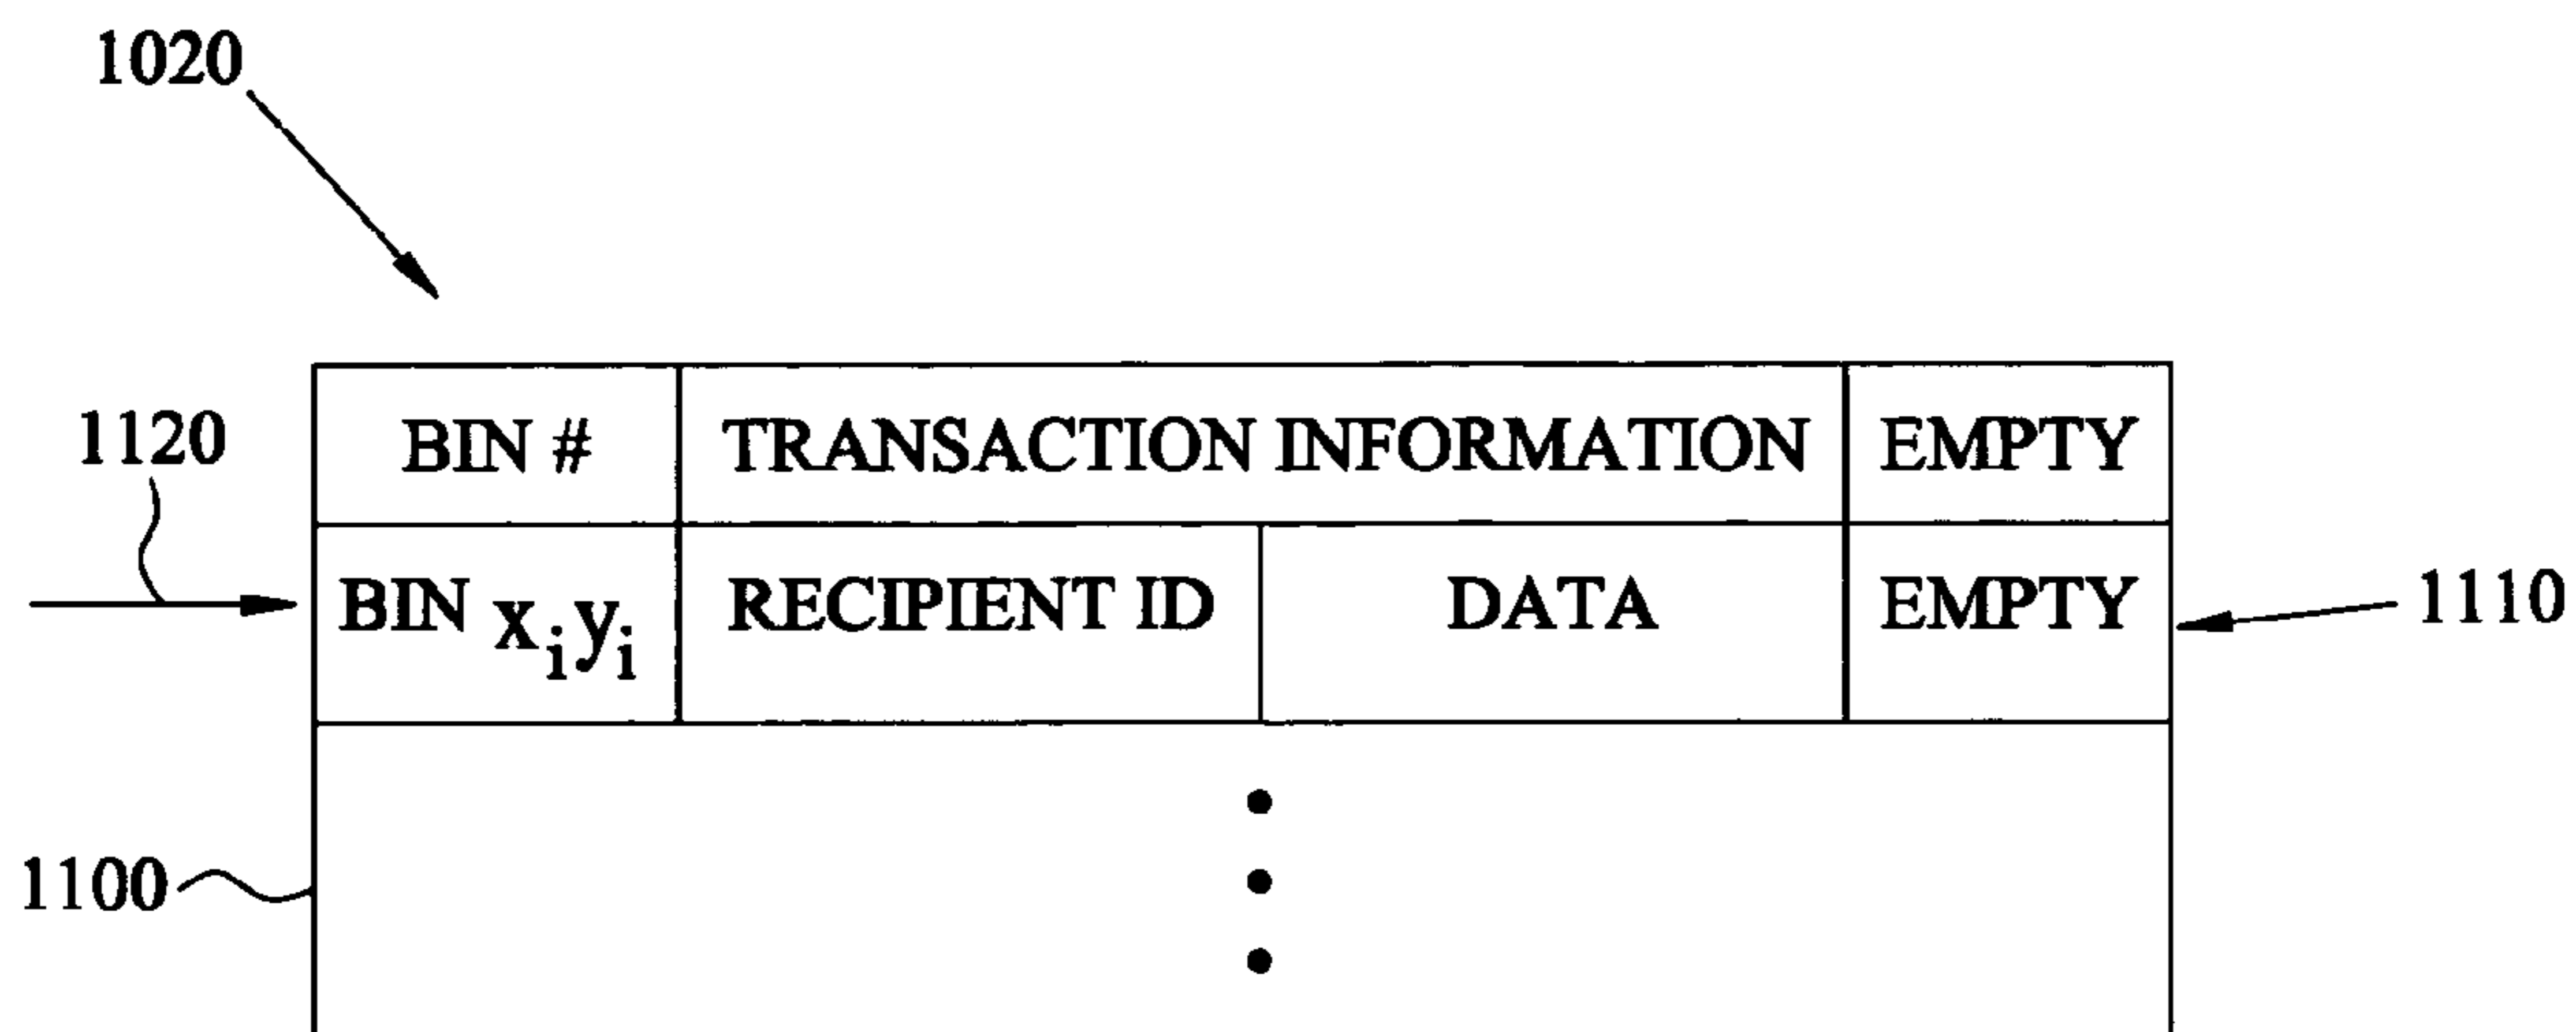 1020
1120
BIN # TRANSACTION INFORMATION EMPTY
BIN xᵢyᵢ RECIPIENT ID DATA EMPTY
1110
1100